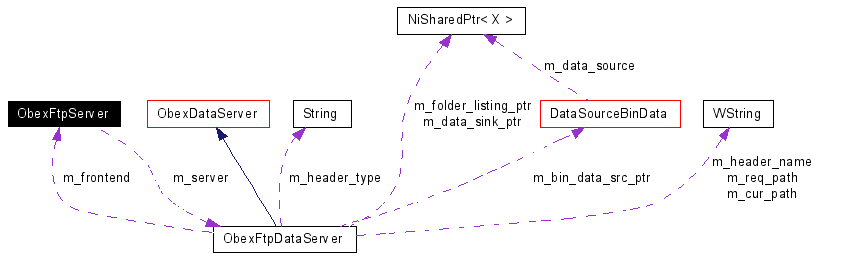 NiSharedPtr< X >
m_data_source
m_folder_listing_ptr
m_data_sink_ptr
ObexFtpServer
ObexDataServer
String
DataSourceBinData
WString
m_frontend
m_server
m_header_type
m_bin_data_src_ptr
m_header_name
m_req_path
m_cur_path
ObexFtpDataServer